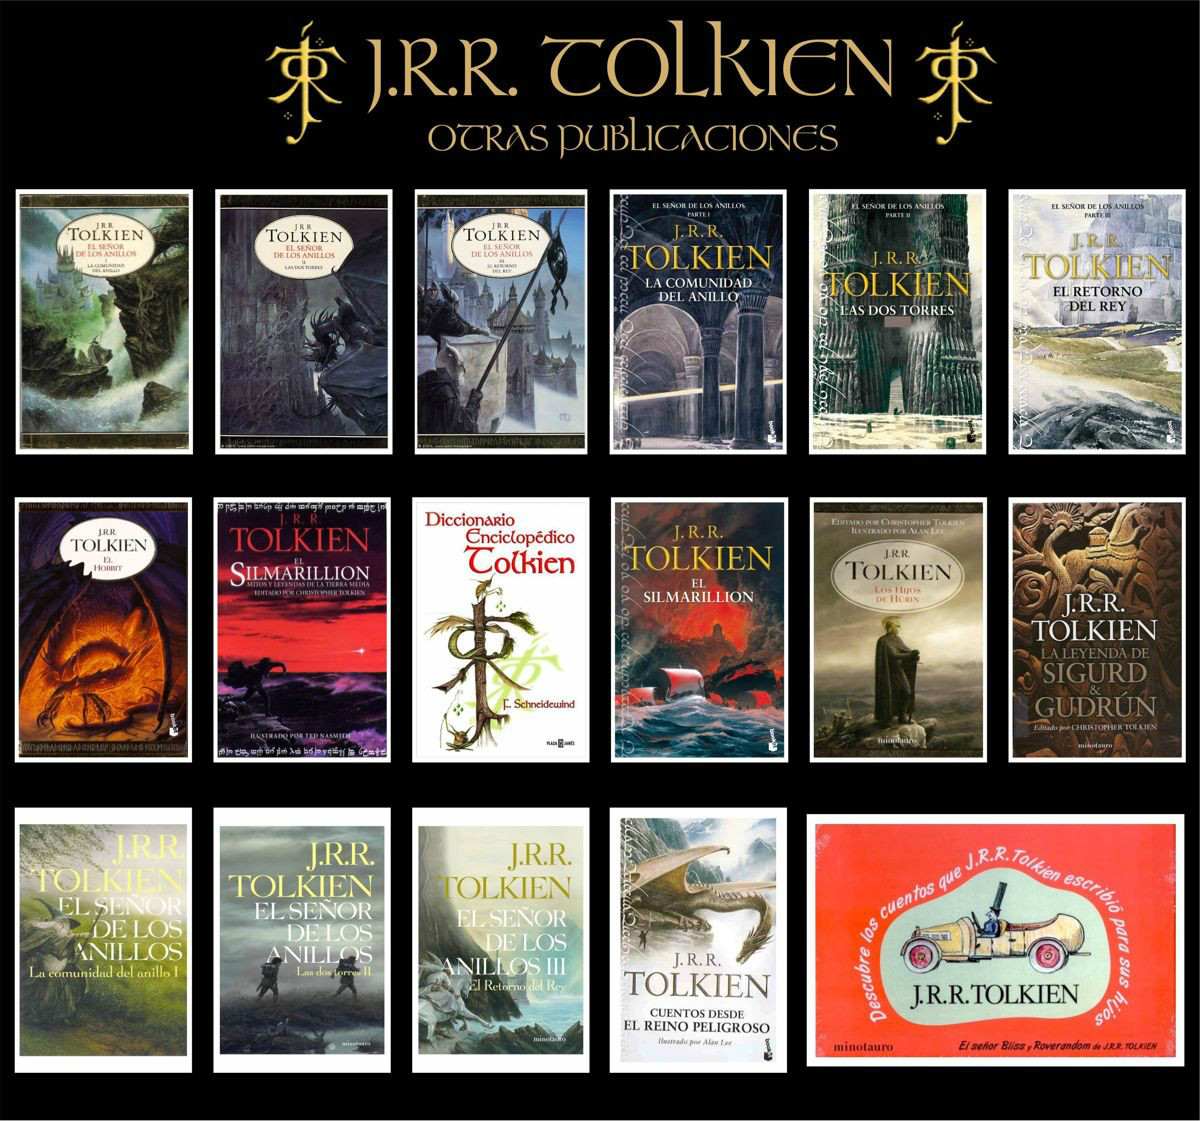 J.R.R. TOLKIEN
OTRAS PUBLICACIONES
J.R.R.
TOLKIEN
EL SEÑOR
DE LOS ANILLOS
I
LA COMUNIDAD
DEL ANILLO
J.R.R.
TOLKIEN
EL SEÑOR
DE LOS ANILLOS
II
LAS DOS TORRES
J.R.R.
TOLKIEN
EL SEÑOR
DE LOS ANILLOS
III
EL RETORNO
DEL REY
EL SEÑOR DE LOS ANILLOS
PARTE I
J.R.R.
TOLKIEN
LA COMUNIDAD
DEL ANILLO
Booket
EL SEÑOR DE LOS ANILLOS
PARTE II
J.R.R.
TOLKIEN
LAS DOS TORRES
Booket
EL SEÑOR DE LOS ANILLOS
PARTE III
J.R.R.
TOLKIEN
EL RETORNO
DEL REY
Booket
J.R.R.
TOLKIEN
EL
HOBBIT
Booket
J.R.R.
TOLKIEN
EL
SILMARILLION
MITOS Y LEYENDAS DE LA TIERRA MEDIA
EDITADO POR CHRISTOPHER TOLKIEN
ILUSTRADO POR TED NASMITH
Diccionario
Enciclopédico
Tolkien
F. Schneidewind
PLAZA JANÉS
J.R.R.
TOLKIEN
EL
SILMARILLION
Booket
EDITADO POR CHRISTOPHER TOLKIEN
ILUSTRADO POR ALAN LEE
J.R.R.
TOLKIEN
LOS HIJOS
DE HÚRIN
minotauro
J.R.R.
TOLKIEN
LA LEYENDA DE
SIGURD
&
GUDRÚN
Editado por CHRISTOPHER TOLKIEN
minotauro
J.R.R.
TOLKIEN
EL SEÑOR
DE LOS
ANILLOS
La comunidad del anillo I
J.R.R.
TOLKIEN
EL SEÑOR
DE LOS
ANILLOS
Las dos torres II
minotauro
J.R.R.
TOLKIEN
EL SEÑOR
DE LOS
ANILLOS III
El Retorno del Rey
minotauro
J.R.R.
TOLKIEN
CUENTOS DESDE
EL REINO PELIGROSO
Ilustrado por Alan Lee
Booket
Descubre los cuentos que J.R.R.Tolkien escribió para sus hijos
J.R.R.TOLKIEN
minotauro
El señor Bliss y Roverandom de J.R.R. TOLKIEN